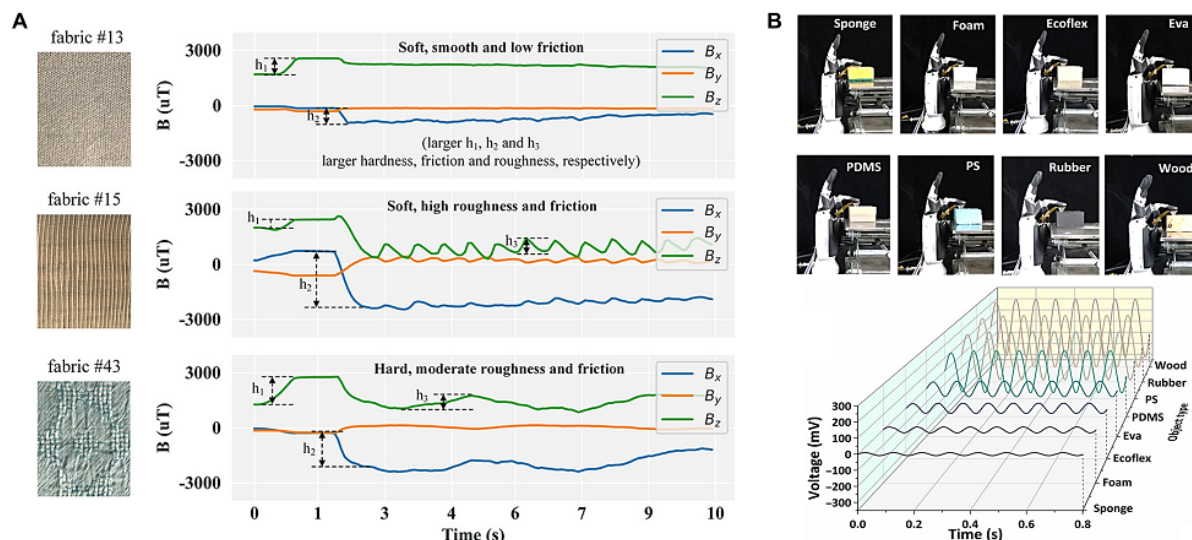 A
fabric #13
3000
0
-3000
B (uT)
Soft, smooth and low friction
h₁
h₂
(larger h₁, h₂ and h₃
larger hardness, friction and roughness, respectively)
Bx
By
Bz
fabric #15
3000
0
-3000
B (uT)
Soft, high roughness and friction
h₁
h₂
h₃
Bx
By
Bz
fabric #43
3000
0
-3000
B (uT)
Hard, moderate roughness and friction
h₁
h₂
h₃
Bx
By
Bz
0 1 2 3 4 6 7 8 9 10
Time (s)
B
Sponge Foam Ecoflex Eva
PDMS PS Rubber Wood
300
200
100
0
−100
−200
−300
Voltage (mV)
0.0 0.2 0.4 0.6 0.8
Time (s)
Wood
Rubber
PS
PDMS
Eva
Ecoflex
Foam
Sponge
Object type